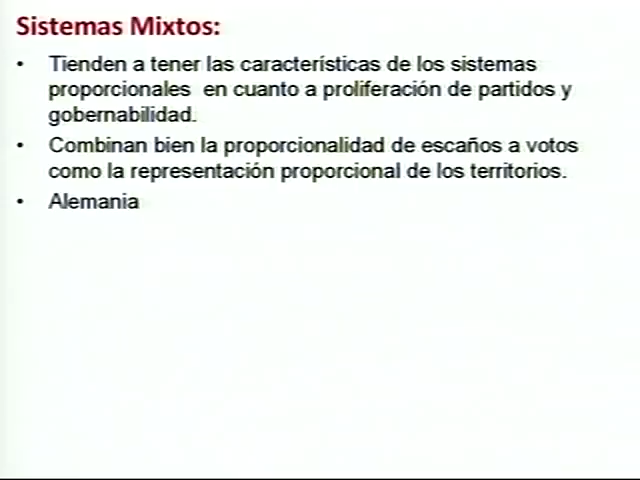 Sistemas Mixtos:
• Tienden a tener las características de los sistemas
proporcionales en cuanto a proliferación de partidos y
gobernabilidad.
• Combinan bien la proporcionalidad de escaños a votos
como la representación proporcional de los territorios.
• Alemania